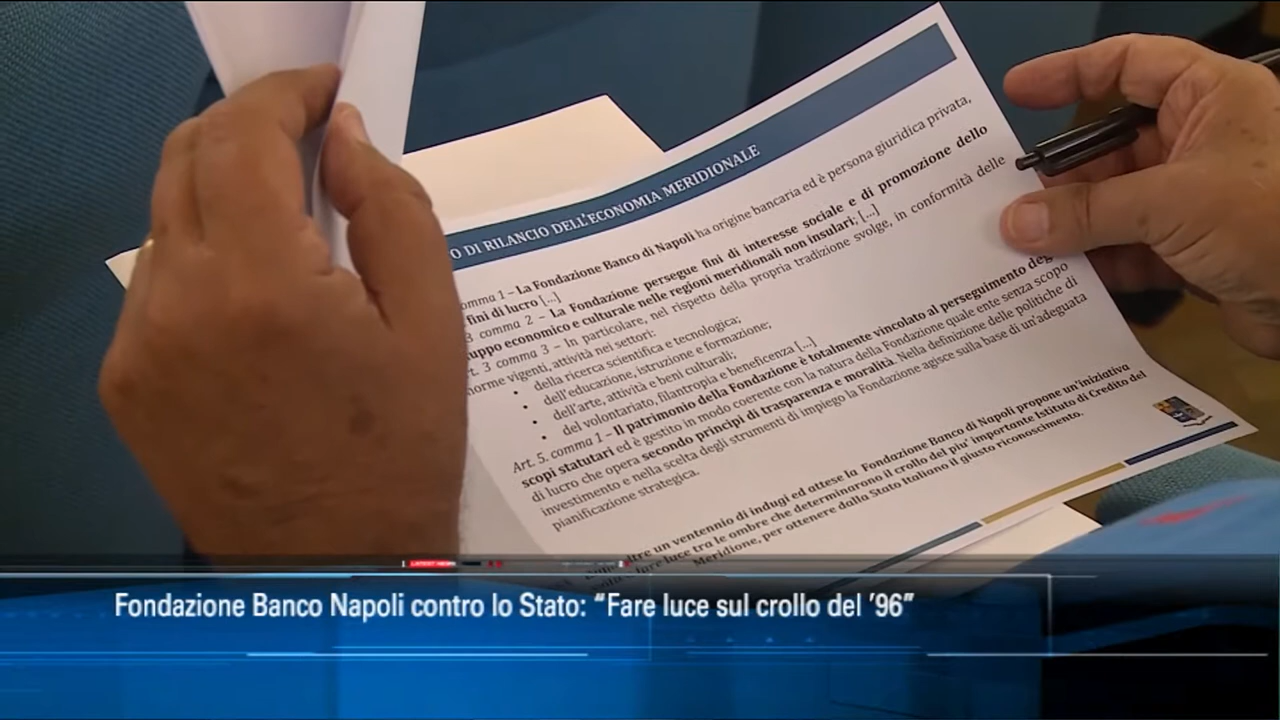 O DI RILANCIO DELL'ECONOMIA MERIDIONALE
omma 1 – La Fondazione Banco di Napoli ha origine bancaria ed è persona giuridica privata,
fini di lucro [...]
3 comma 2 – La Fondazione persegue fini di interesse sociale e di promozione dello
uppo economico e culturale nelle regioni meridionali non insulari; [...]
rt. 3 comma 3 – In particolare, nel rispetto della propria tradizione svolge, in conformità delle
norme vigenti, attività nei settori:
• della ricerca scientifica e tecnologica;
• dell'educazione, istruzione e formazione;
• dell'arte, attività e beni culturali;
• del volontariato, filantropia e beneficenza [...]
Art. 5. comma 1 – Il patrimonio della Fondazione è totalmente vincolato al perseguimento deg
scopi statutari ed è gestito in modo coerente con la natura della Fondazione quale ente senza scopo
di lucro che opera secondo principi di trasparenza e moralità. Nella definizione delle politiche di
investimento e nella scelta degli strumenti di impiego la Fondazione agisce sulla base di un'adeguata
pianificazione strategica.
oltre un ventennio di indugi ed attese la Fondazione Banco di Napoli propone un'iniziativa
fare luce tra le ombre che determinarono il crollo del piu' importante Istituto di Credito del
Meridione, per ottenere dallo Stato Italiano il giusto riconoscimento.
LATEST NEWS
Fondazione Banco Napoli contro lo Stato: “Fare luce sul crollo del ’96”